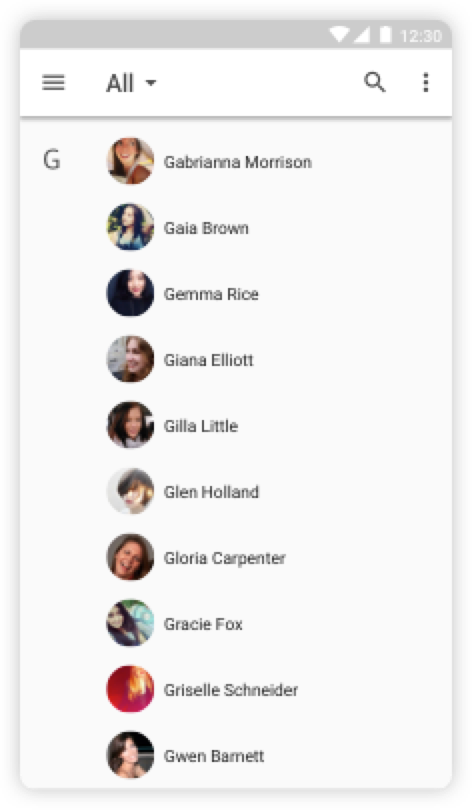 12:30
All
G
Gabrianna Morrison
Gaia Brown
Gemma Rice
Giana Elliott
Gilla Little
Glen Holland
Gloria Carpenter
Gracie Fox
Griselle Schneider
Gwen Barnett